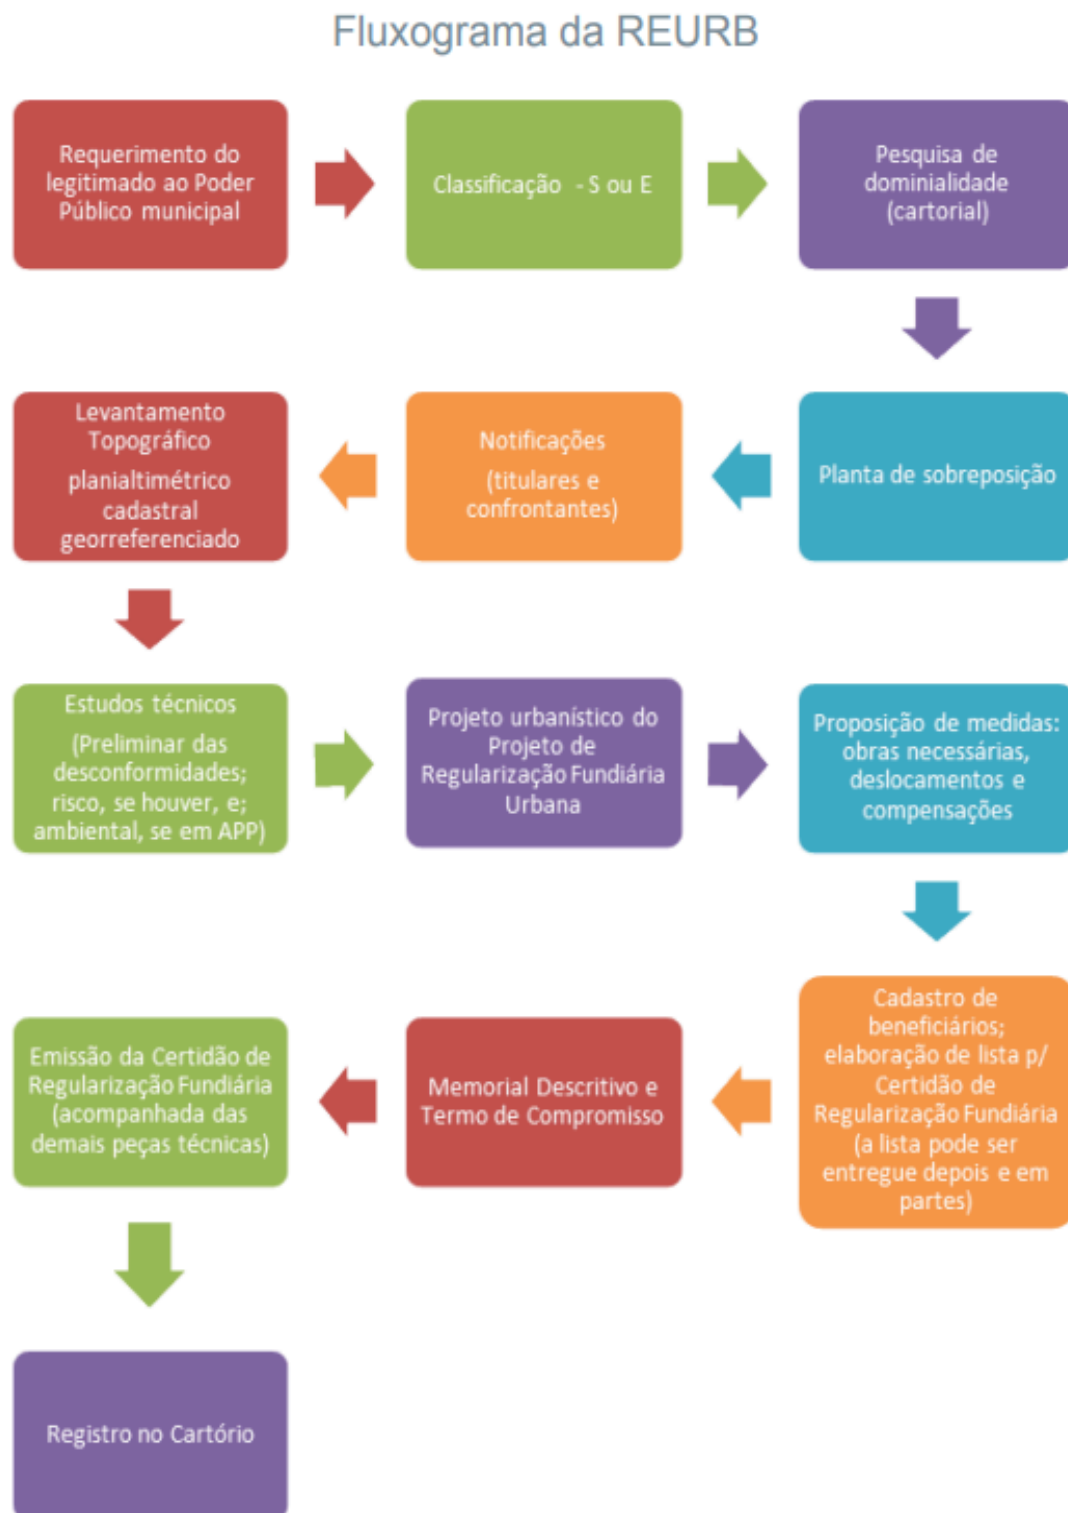 Fluxograma da REURB
Requerimento do
legitimado ao Poder
Público municipal
Classificação - S ou E
Pesquisa de
dominialidade
(cartorial)
Planta de sobreposição
Notificações
(titulares e
confrontantes)
Levantamento
Topográfico
planialtimétrico
cadastral
georreferenciado
Estudos técnicos
(Preliminar das
desconformidades;
risco, se houver, e;
ambiental, se em APP)
Projeto urbanístico do
Projeto de
Regularização Fundiária
Urbana
Proposição de medidas:
obras necessárias,
deslocamentos e
compensações
Cadastro de
beneficiários;
elaboração de lista p/
Certidão de
Regularização Fundiária
(a lista pode ser
entregue depois e em
partes)
Memorial Descritivo e
Termo de Compromisso
Emissão da Certidão de
Regularização Fundiária
(acompanhada das
demais peças técnicas)
Registro no Cartório